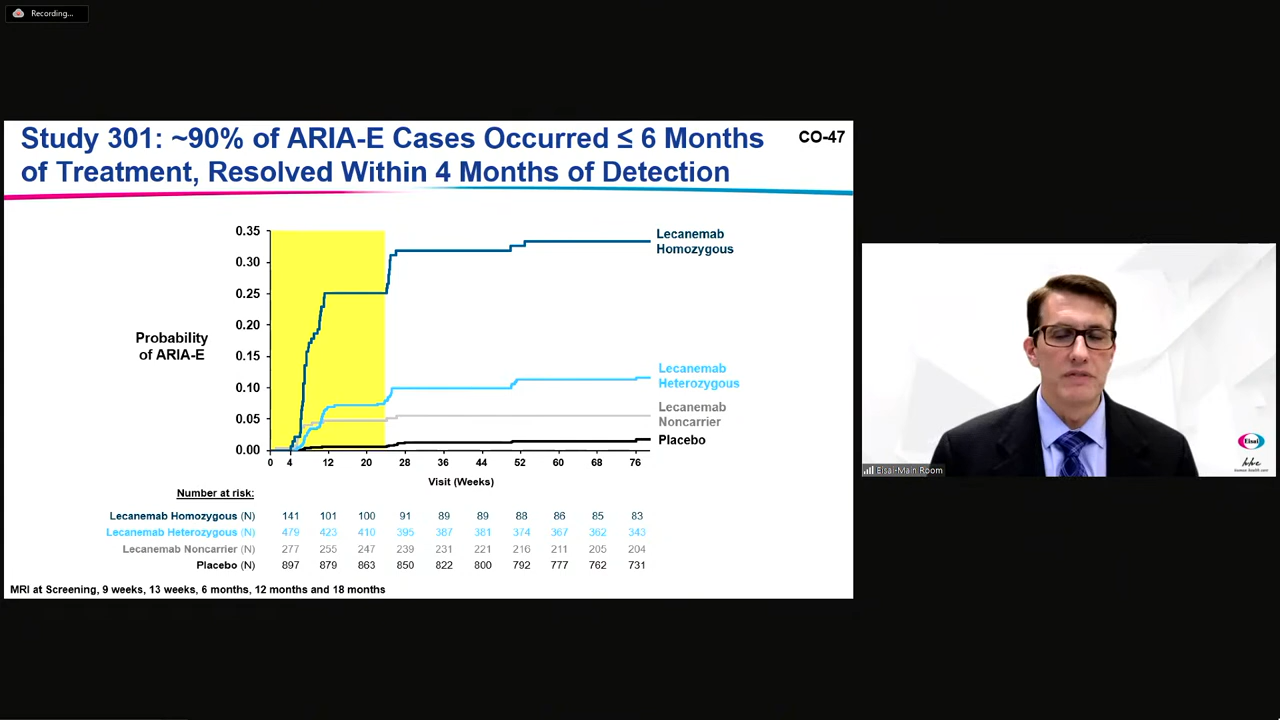 Recording...
Study 301: ~90% of ARIA-E Cases Occurred ≤ 6 Months
of Treatment, Resolved Within 4 Months of Detection
CO-47
0.35
0.30
0.25
0.20
0.15
0.10
0.05
0.00
Probability
of ARIA-E
Lecanemab
Homozygous
Lecanemab
Heterozygous
Lecanemab
Noncarrier
Placebo
0 4 12 20 28 36 44 52 60 68 76
Visit (Weeks)
Number at risk:
Lecanemab Homozygous (N) 141 101 100 91 89 89 88 86 85 83
Lecanemab Heterozygous (N) 479 423 410 395 387 381 374 367 362 343
Lecanemab Noncarrier (N) 277 255 247 239 231 221 216 211 205 204
Placebo (N) 897 879 863 850 822 800 792 777 762 731
MRI at Screening, 9 weeks, 13 weeks, 6 months, 12 months and 18 months
Eisai
hhc
human health care
Eisai-Main Room